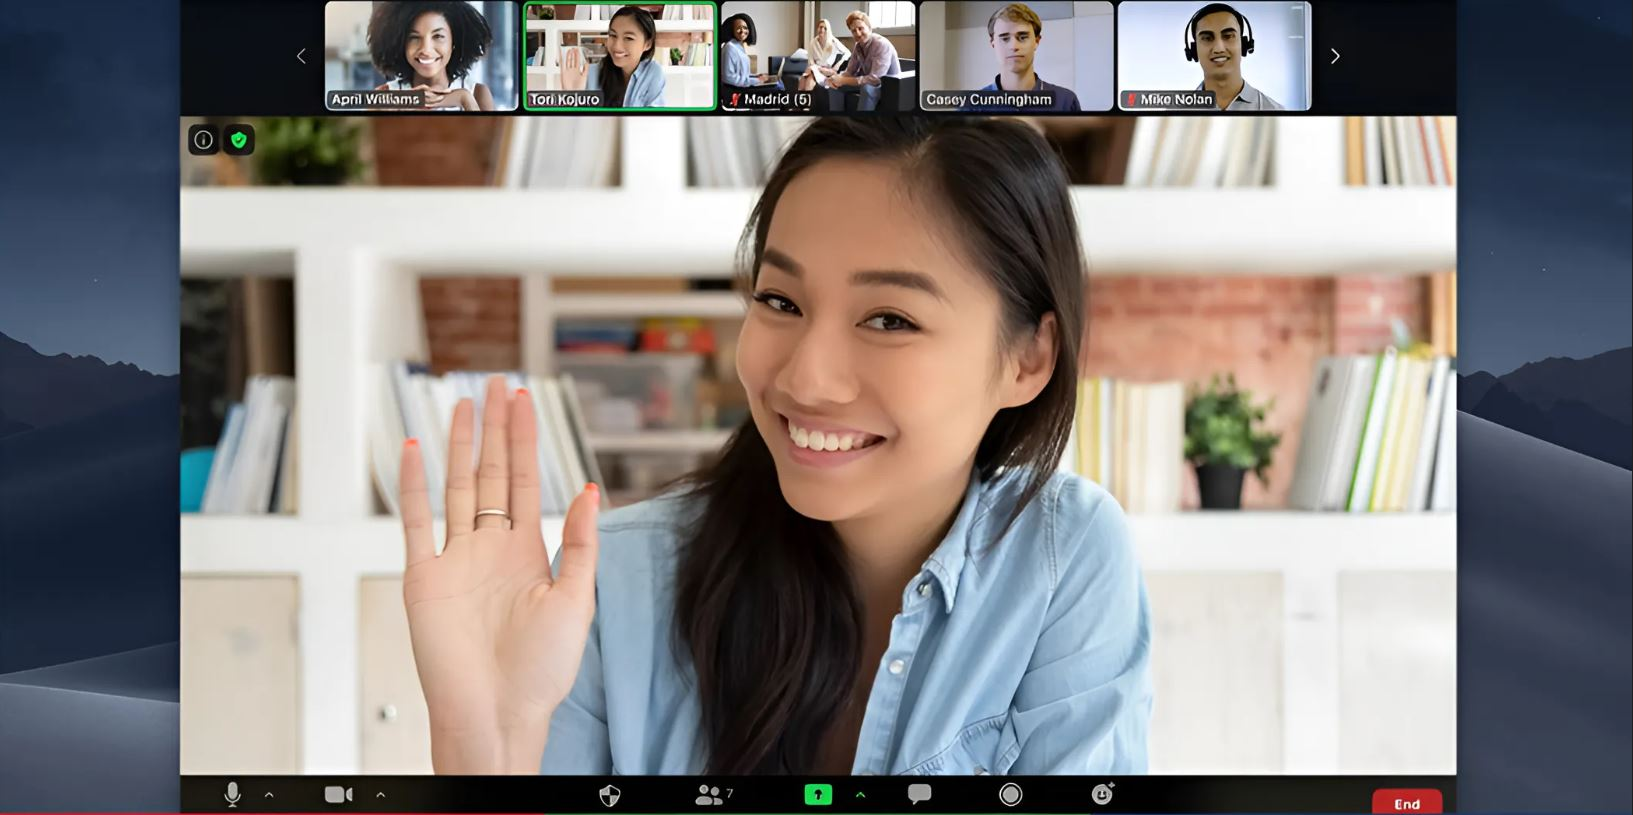 April Williams
Tori Kojuro
Madrid (5)
Casey Cunningham
Mike Nolan
7
End